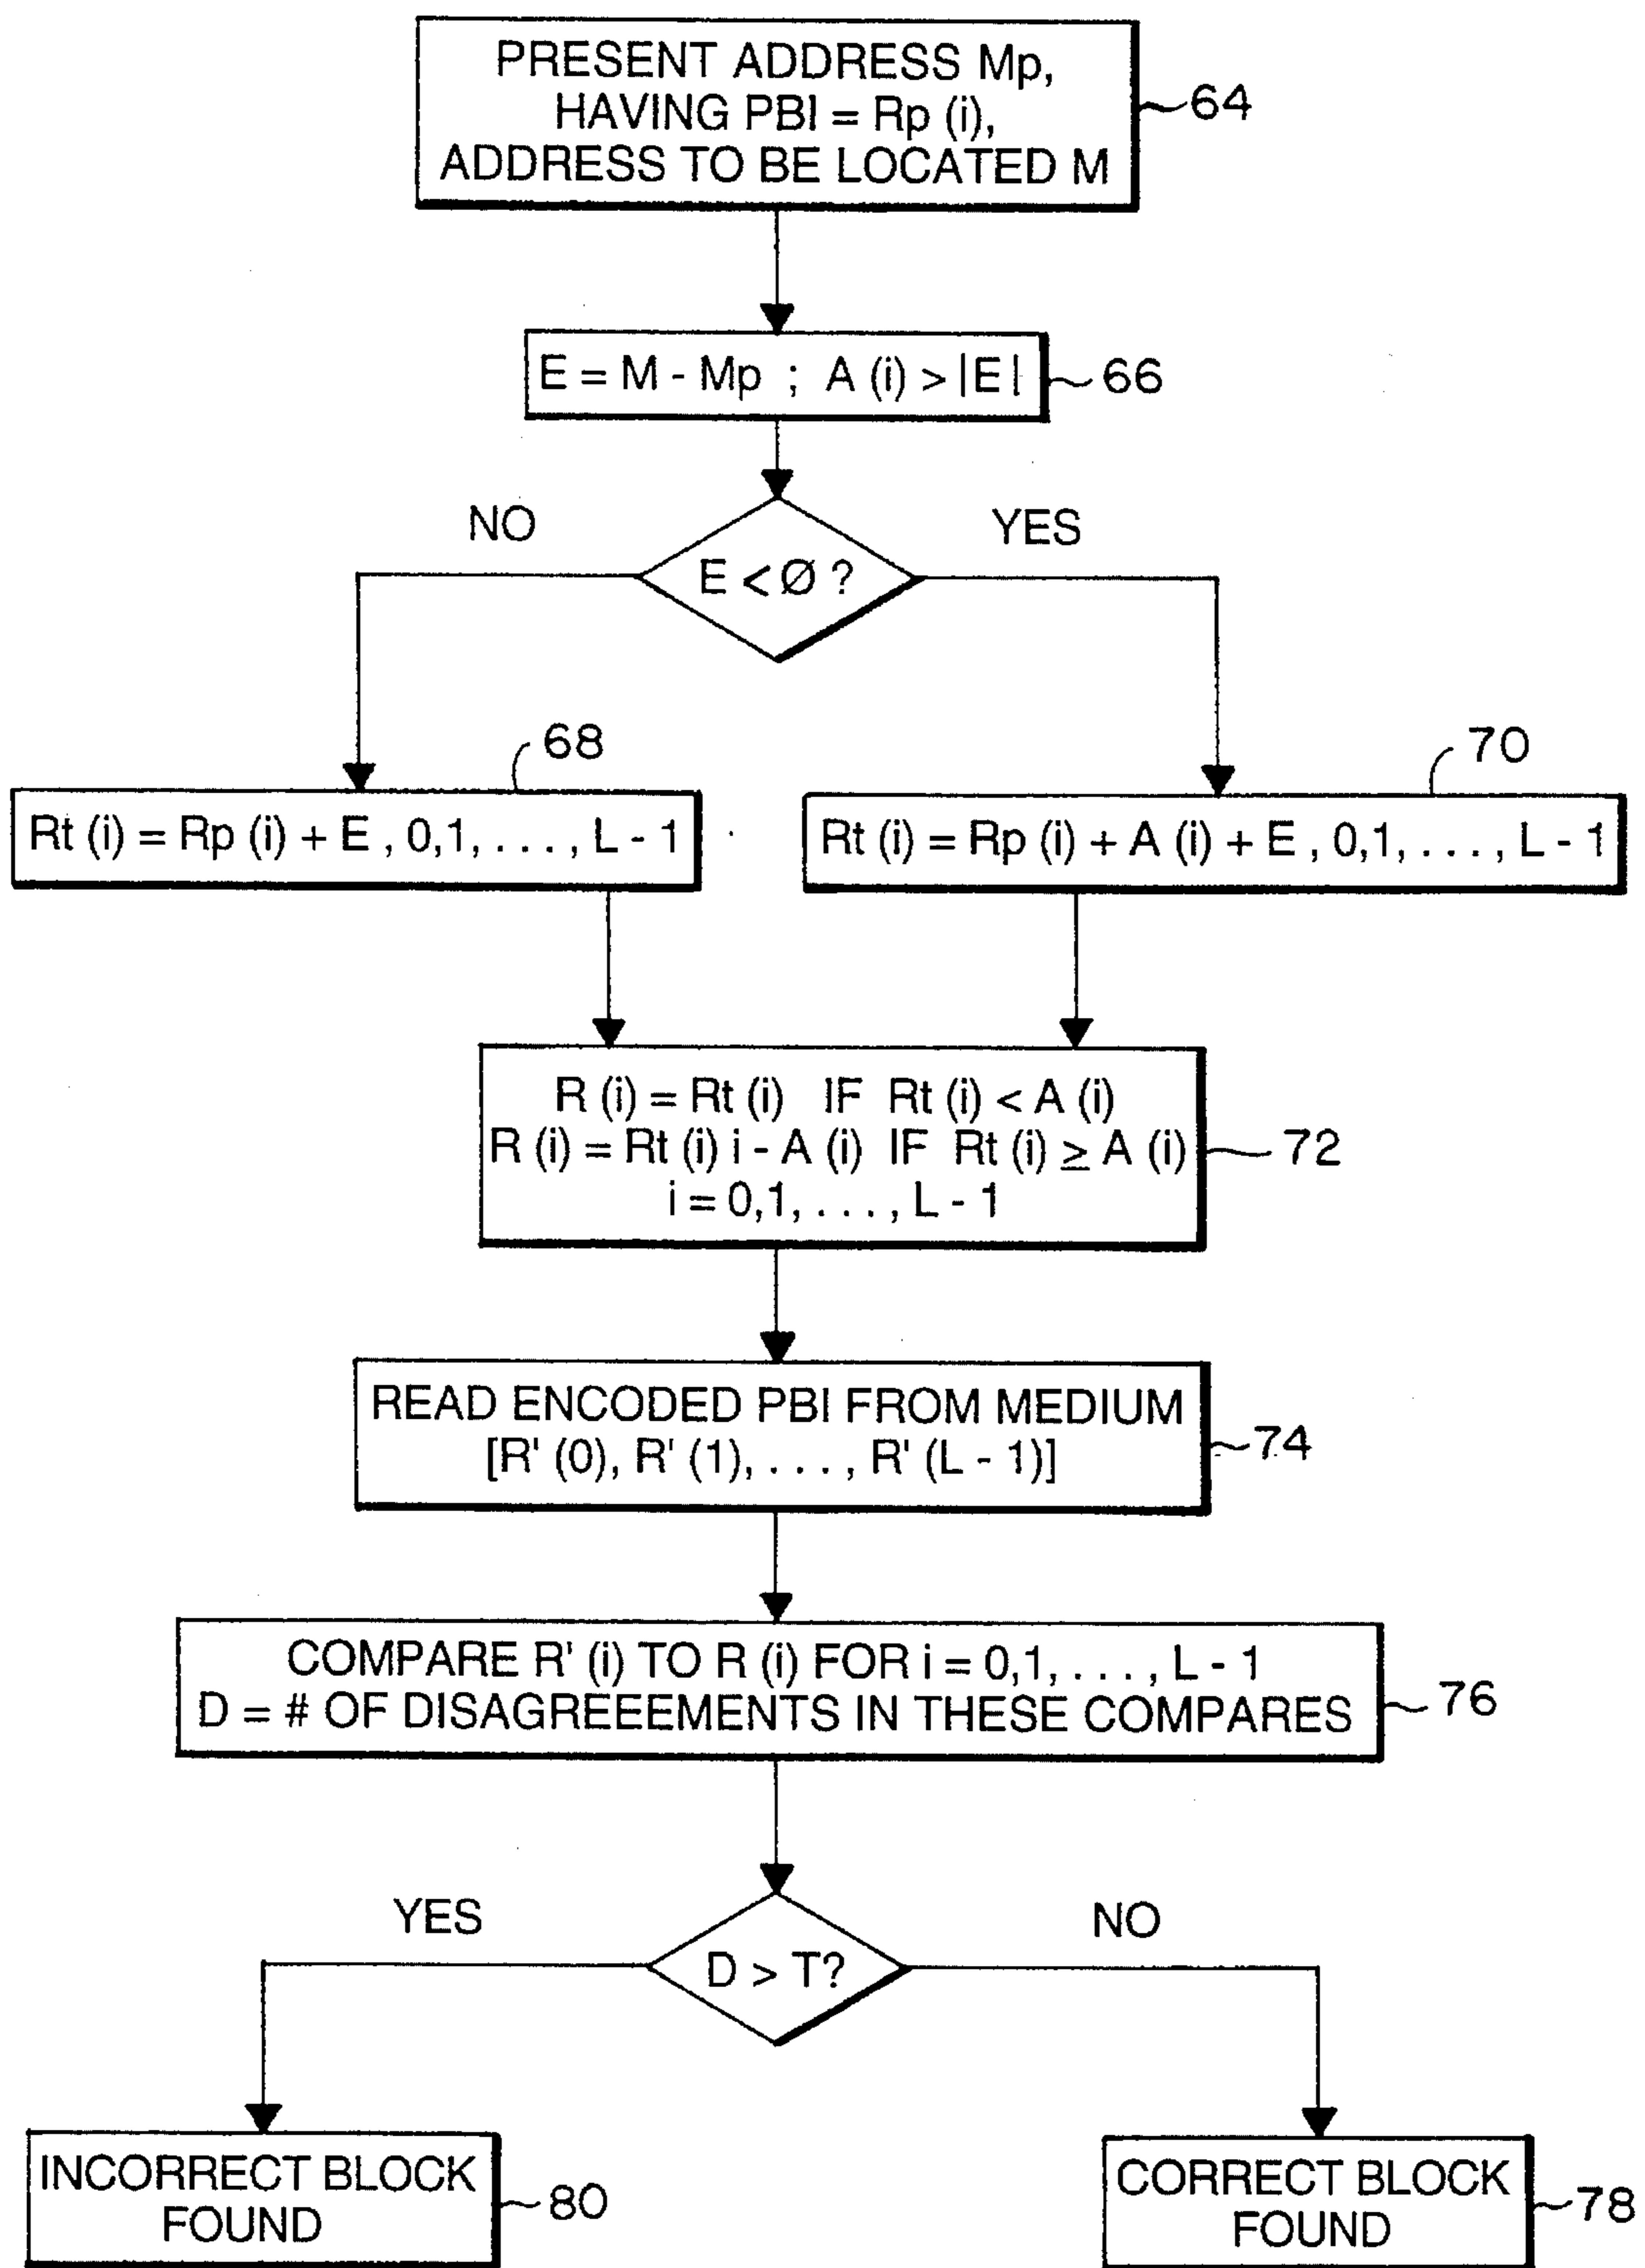 PRESENT ADDRESS Mp,
HAVING PBI = Rp (i),
ADDRESS TO BE LOCATED M
64
E = M - Mp ; A (i) > |E|
66
NO
YES
E < Ø ?
68
70
Rt (i) = Rp (i) + E , 0,1, . . . , L - 1
Rt (i) = Rp (i) + A (i) + E , 0,1, . . . , L - 1
R (i) = Rt (i) IF Rt (i) < A (i)
R (i) = Rt (i) i - A (i) IF Rt (i) ≥ A (i)
i = 0,1, . . . , L - 1
72
READ ENCODED PBI FROM MEDIUM
[R' (0), R' (1), . . . , R' (L - 1)]
74
COMPARE R' (i) TO R (i) FOR i = 0,1, . . . , L - 1
D = # OF DISAGREEEMENTS IN THESE COMPARES
76
YES
NO
D > T?
INCORRECT BLOCK
FOUND
80
CORRECT BLOCK
FOUND
78